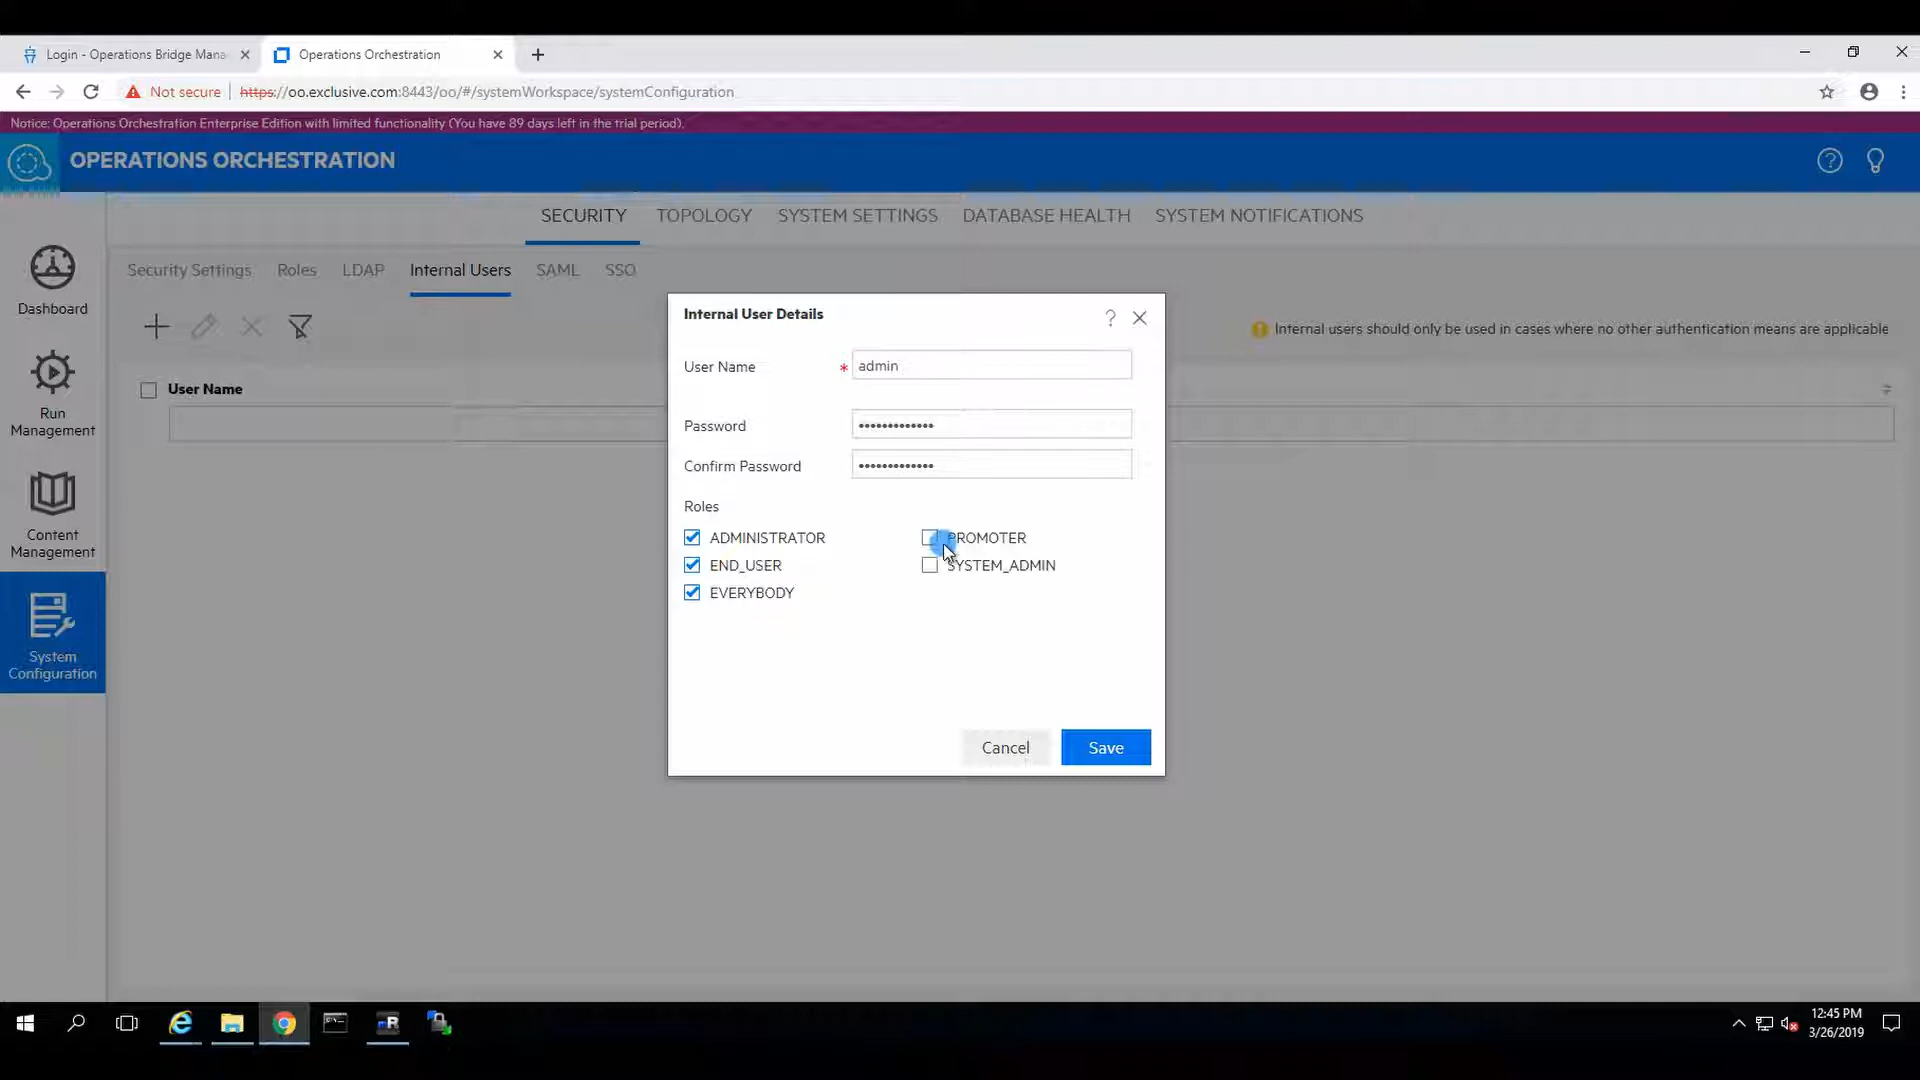 Login - Operations Bridge Mana
Operations Orchestration
Not secure
https://oo.exclusive.com:8443/oo/#/systemWorkspace/systemConfiguration
Notice: Operations Orchestration Enterprise Edition with limited functionality (You have 89 days left in the trial period).
OPERATIONS ORCHESTRATION
SECURITY TOPOLOGY SYSTEM SETTINGS DATABASE HEALTH SYSTEM NOTIFICATIONS
Security Settings Roles LDAP Internal Users SAML SSO
Dashboard
Run
Management
Content
Management
System
Configuration
Internal users should only be used in cases where no other authentication means are applicable
User Name
Internal User Details
?
User Name * admin
Password •••••••••••••
Confirm Password •••••••••••••
Roles
ADMINISTRATOR PROMOTER
END_USER SYSTEM_ADMIN
EVERYBODY
Cancel Save
12:45 PM
3/26/2019